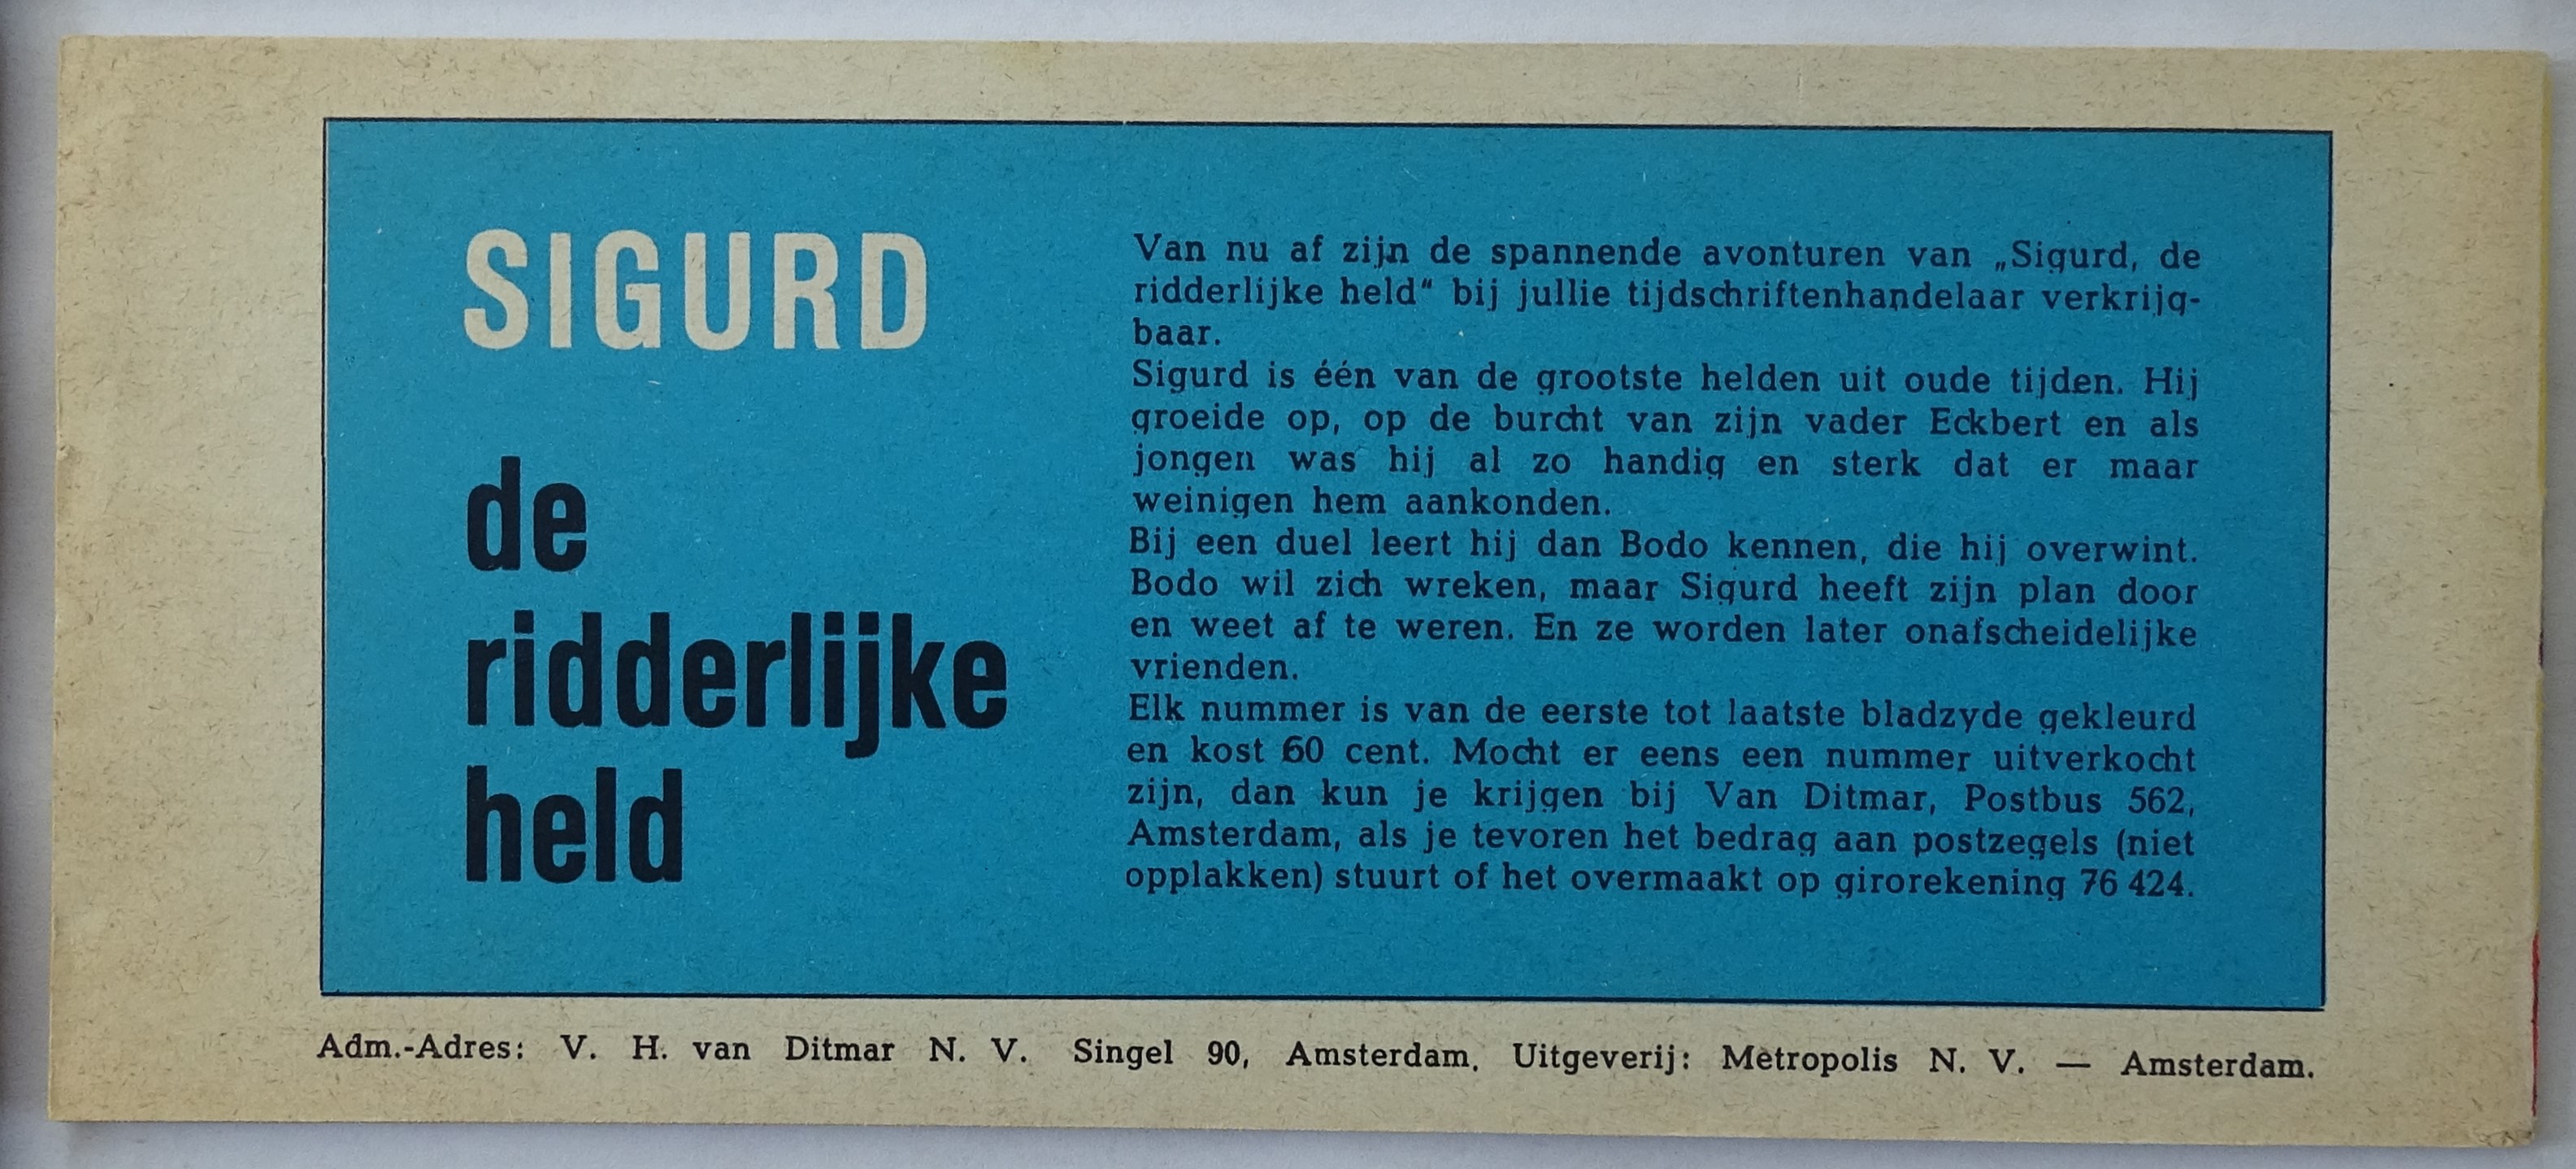 SIGURD
de
ridderlijke
held
Van nu af zijn de spannende avonturen van „Sigurd, de
ridderlijke held“ bij jullie tijdschriftenhandelaar verkrijg-
baar.
Sigurd is één van de grootste helden uit oude tijden. Hij
groeide op, op de burcht van zijn vader Eckbert en als
jongen was hij al zo handig en sterk dat er maar
weinigen hem aankonden.
Bij een duel leert hij dan Bodo kennen, die hij overwint.
Bodo wil zich wreken, maar Sigurd heeft zijn plan door
en weet af te weren. En ze worden later onafscheidelijke
vrienden.
Elk nummer is van de eerste tot laatste bladzyde gekleurd
en kost 60 cent. Mocht er eens een nummer uitverkocht
zijn, dan kun je krijgen bij Van Ditmar, Postbus 562,
Amsterdam, als je tevoren het bedrag aan postzegels (niet
opplakken) stuurt of het overmaakt op girorekening 76 424.
Adm.-Adres: V. H. van Ditmar N. V. Singel 90, Amsterdam. Uitgeverij: Metropolis N. V. — Amsterdam.